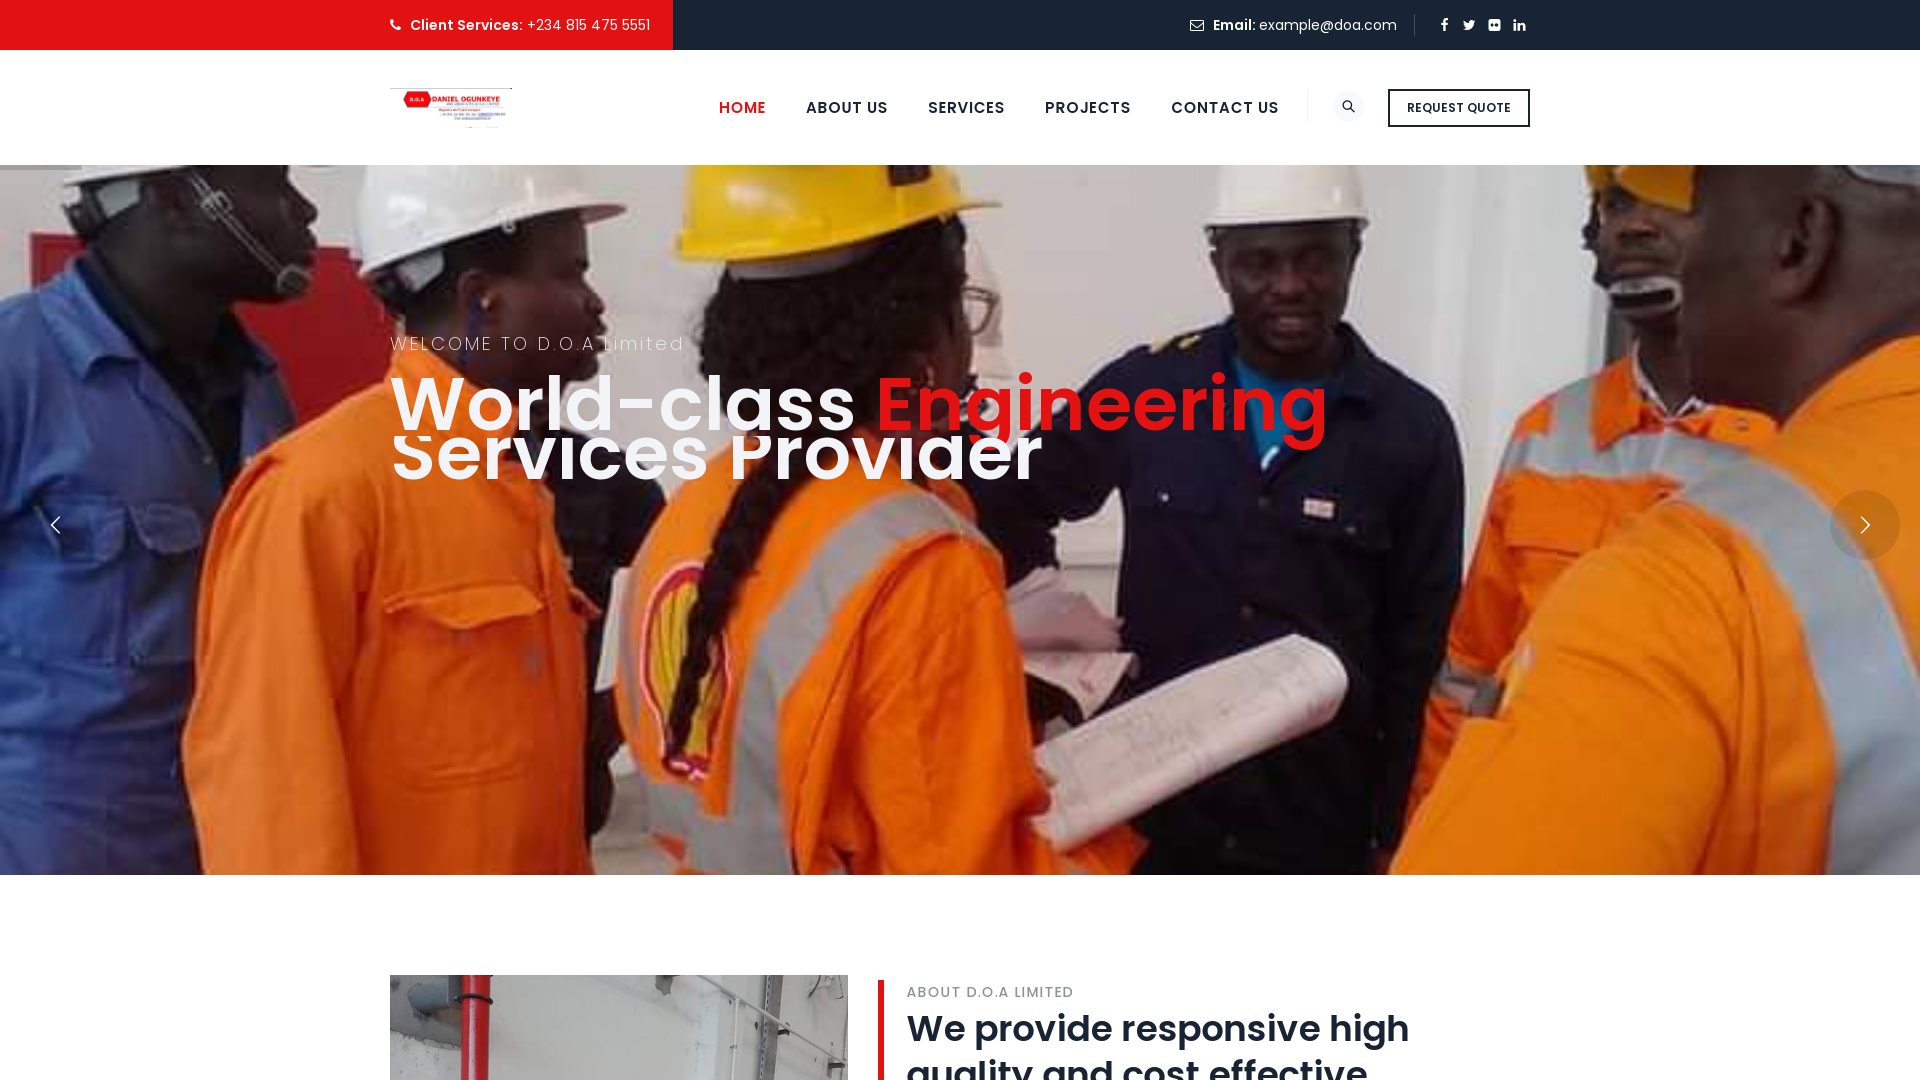 Client Services: +234 815 475 5551
Email: example@doa.com
D.O.A DANIEL OGUNKEYE
HOME
ABOUT US
SERVICES
PROJECTS
CONTACT US
REQUEST QUOTE
WELCOME TO D.O.A Limited
World-class Engineering
Services Provider
ABOUT D.O.A LIMITED
We provide responsive high
quality and cost effective